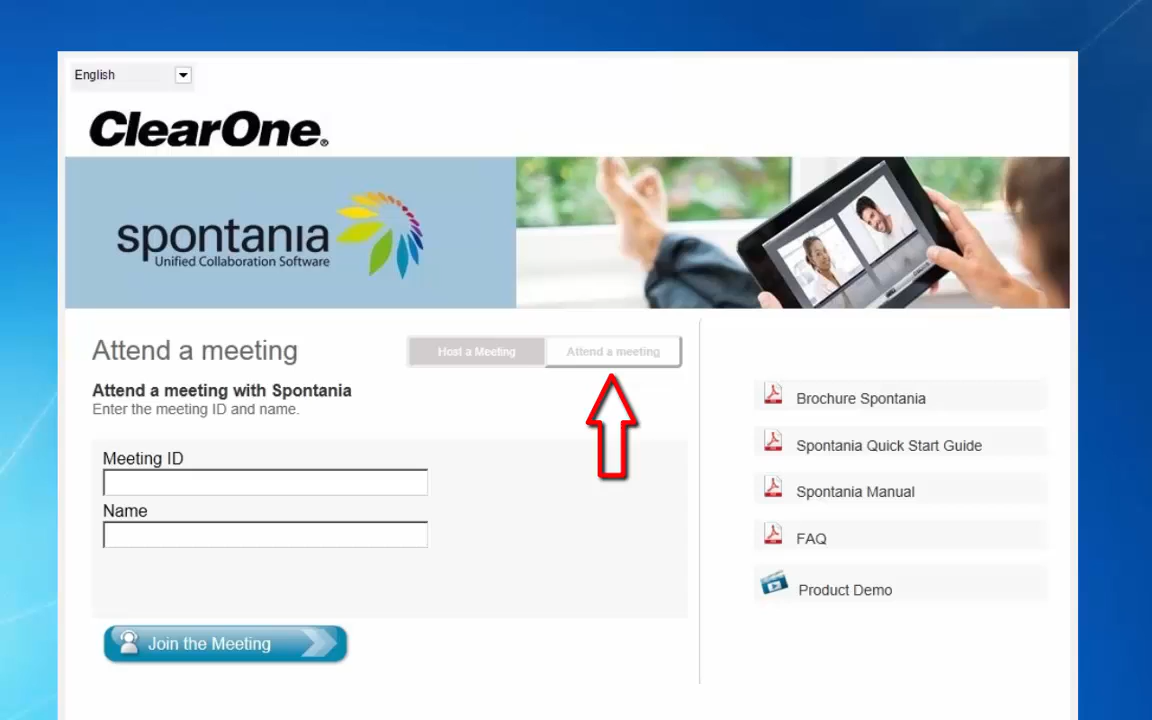 English
ClearOne®
spontania
Unified Collaboration Software
Attend a meeting
Host a Meeting
Attend a meeting
Attend a meeting with Spontania
Enter the meeting ID and name.
Meeting ID
Name
Join the Meeting
Brochure Spontania
Spontania Quick Start Guide
Spontania Manual
FAQ
Product Demo